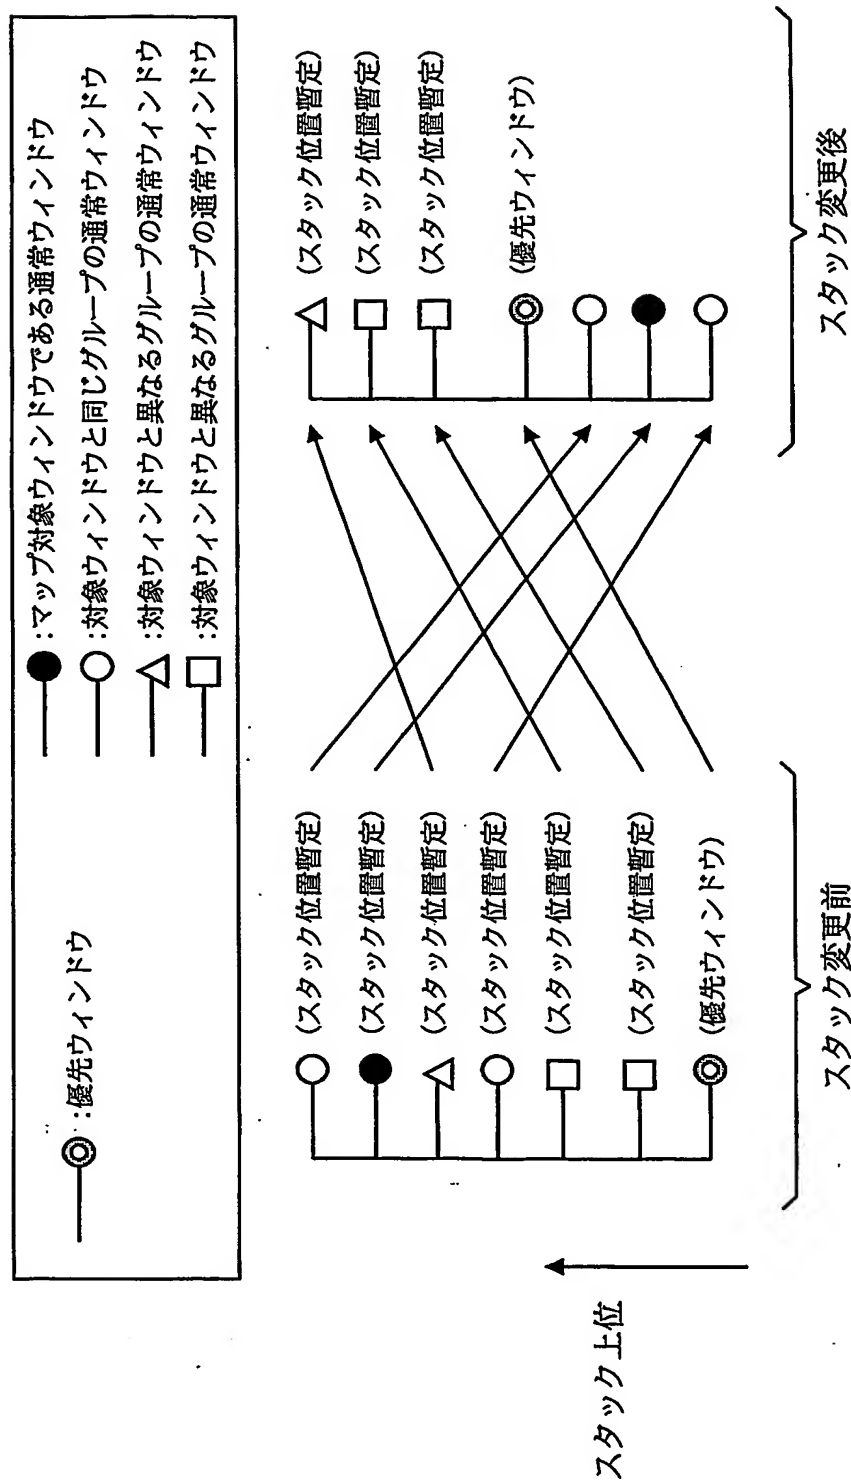 :優先ウィンドウ
:マップ対象ウィンドウである通常ウィンドウ
:対象ウィンドウと同じグループの通常ウィンドウ
:対象ウィンドウと異なるグループの通常ウィンドウ
:対象ウィンドウと異なるグループの通常ウィンドウ
スタック上位
(スタック位置暫定)
(スタック位置暫定)
(スタック位置暫定)
(スタック位置暫定)
(スタック位置暫定)
(スタック位置暫定)
(優先ウィンドウ)
スタック変更前
(スタック位置暫定)
(スタック位置暫定)
(スタック位置暫定)
(優先ウィンドウ)
スタック変更後